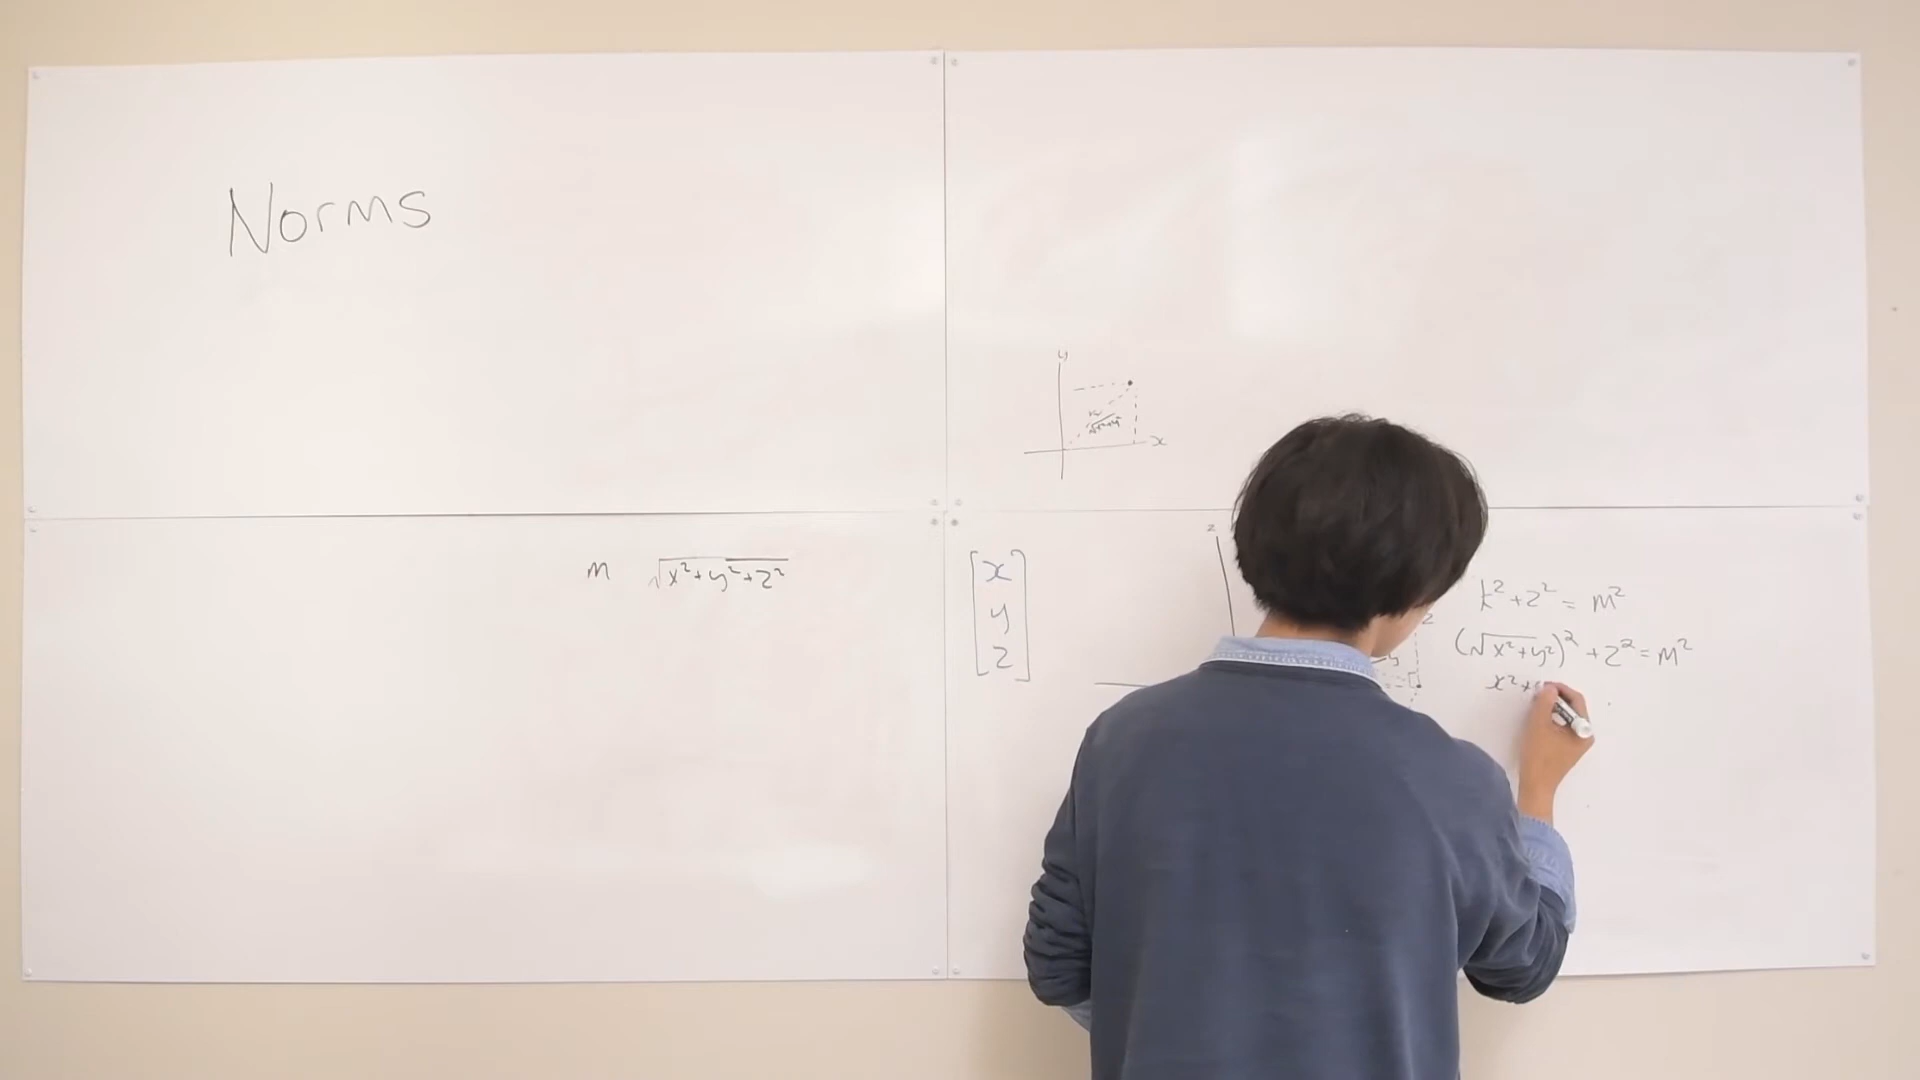 Norms
y
x
m √x²+y²+z²
[x
y
z]
z
z
y
k²+z² = m²
(√x²+y²)² + z² = m²
x²+